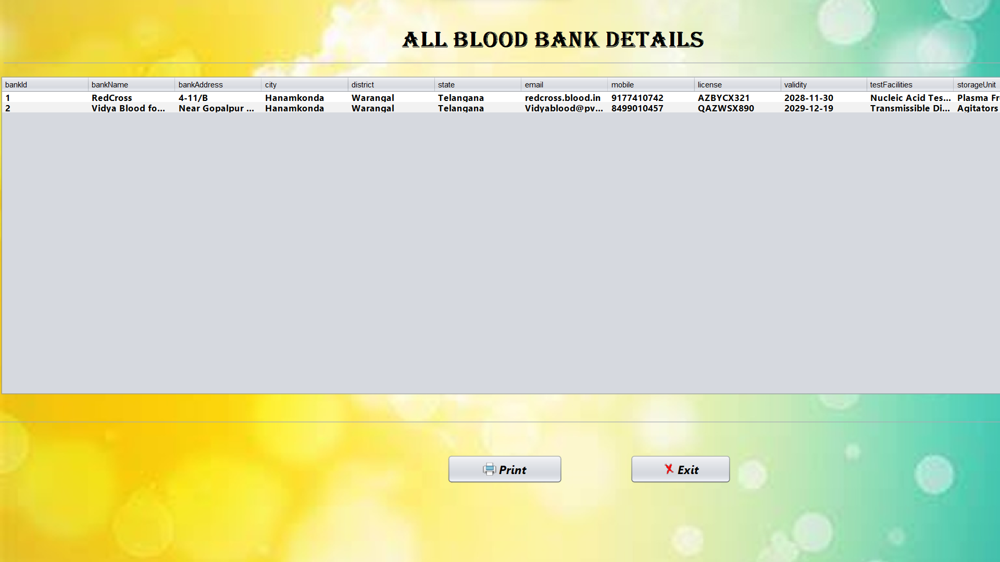 ALL BLOOD BANK DETAILS
bankId bankName bankAddress city district state email mobile license validity testFacilities storageUnit
1 RedCross 4-11/B Hanamkonda Warangal Telangana redcross.blood.in 9177410742 AZBYCX321 2028-11-30 Nucleic Acid Tes... Plasma Fr
2 Vidya Blood fo... Near Gopalpur ... Hanamkonda Warangal Telangana Vidyablood@pv... 8499010457 QAZWSX890 2029-12-19 Transmissible Di... Agitators
Print Exit